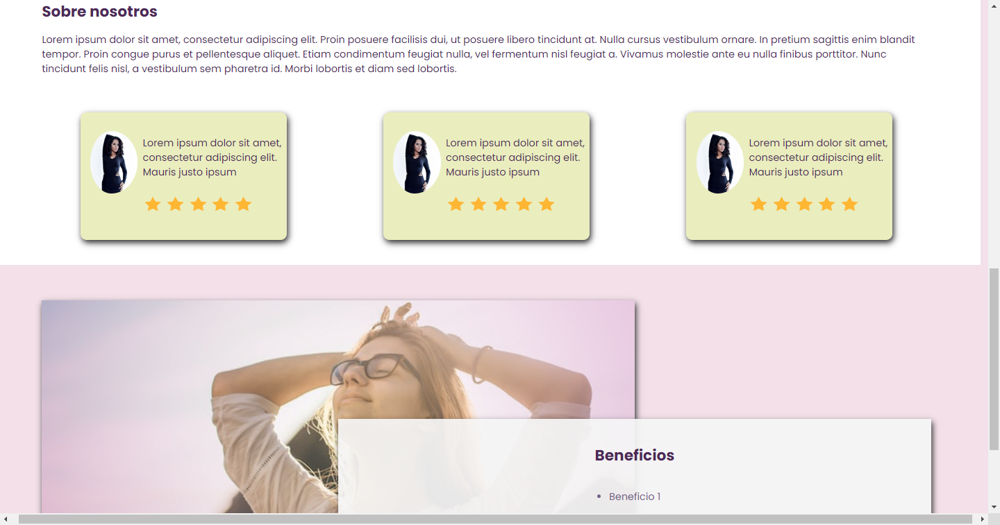 Sobre nosotros
Lorem ipsum dolor sit amet, consectetur adipiscing elit. Proin posuere facilisis dui, ut posuere libero tincidunt at. Nulla cursus vestibulum ornare. In pretium sagittis enim blandit
tempor. Proin congue purus et pellentesque aliquet. Etiam condimentum feugiat nulla, vel fermentum nisl feugiat a. Vivamus molestie ante eu nulla finibus porttitor. Nunc
tincidunt felis nisl, a vestibulum sem pharetra id. Morbi lobortis et diam sed lobortis.
Lorem ipsum dolor sit amet,
consectetur adipiscing elit.
Mauris justo ipsum
Lorem ipsum dolor sit amet,
consectetur adipiscing elit.
Mauris justo ipsum
Lorem ipsum dolor sit amet,
consectetur adipiscing elit.
Mauris justo ipsum
Beneficios
• Beneficio 1